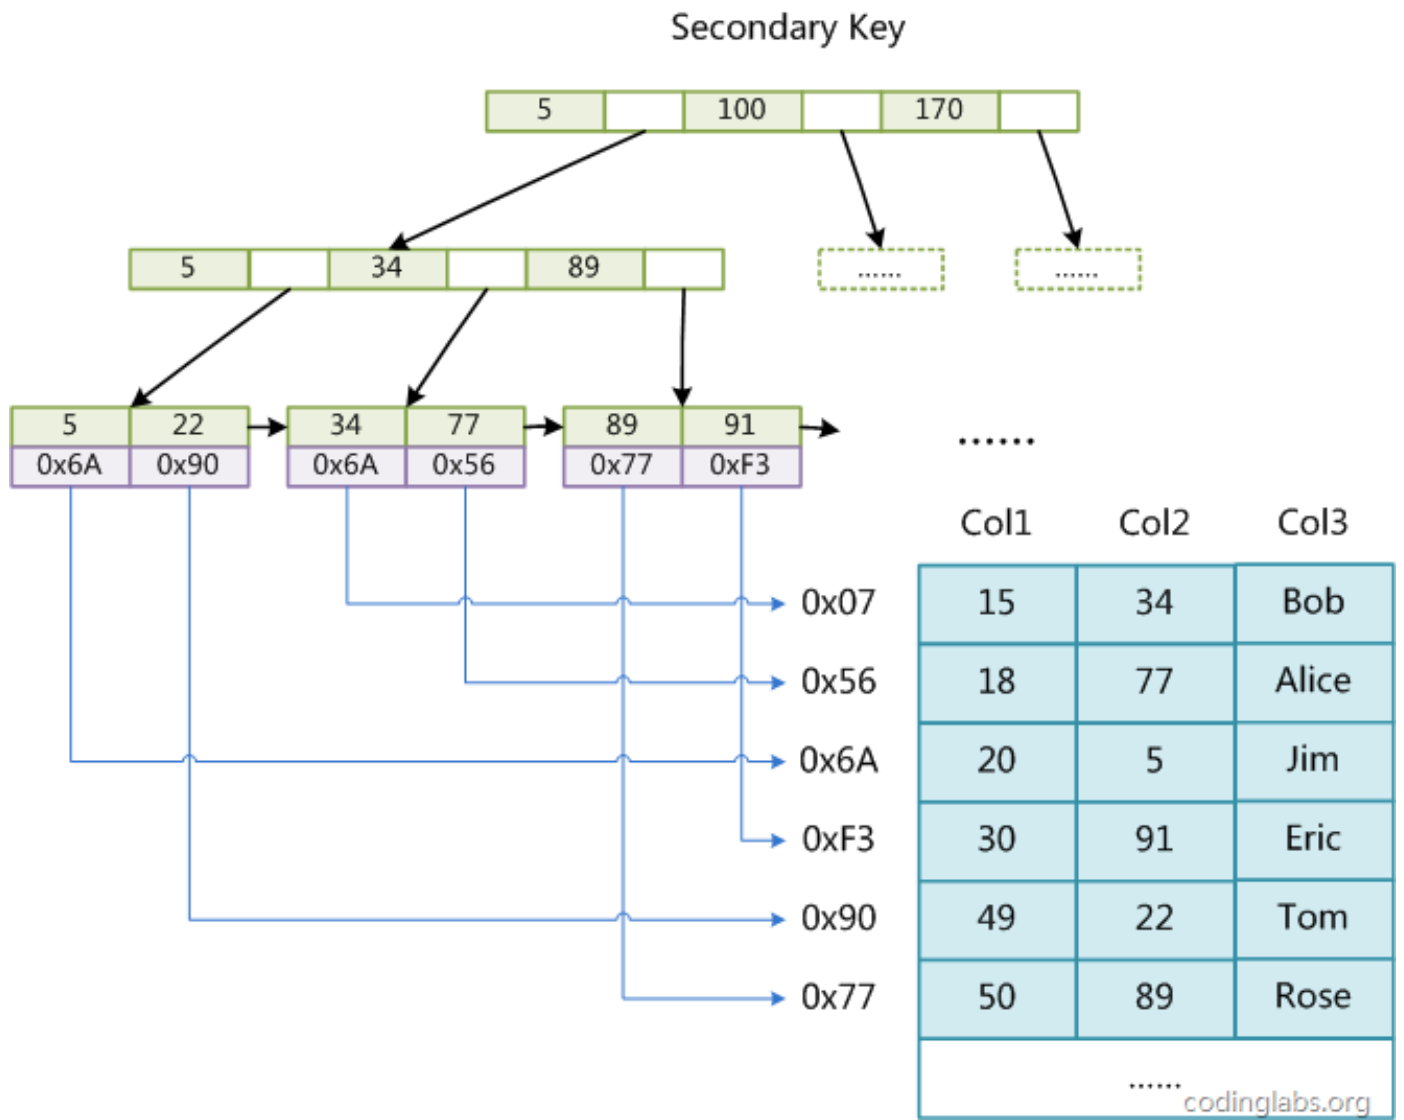 Secondary Key
5 100 170
5 34 89 ...... ......
5 22 34 77 89 91 ......
0x6A 0x90 0x6A 0x56 0x77 0xF3
Col1 Col2 Col3
0x07 15 34 Bob
0x56 18 77 Alice
0x6A 20 5 Jim
0xF3 30 91 Eric
0x90 49 22 Tom
0x77 50 89 Rose
......
codinglabs.org